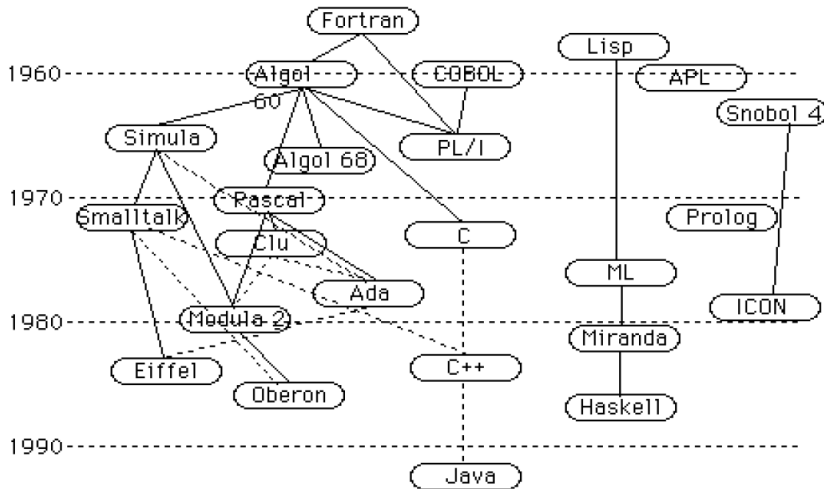 Fortran
Lisp
1960
Algol
60
COBOL
APL
Snobol 4
Simula
Algol 68
PL/I
1970
Pascal
Smalltalk
Clu
C
Prolog
ML
Ada
Modula 2
ICON
1980
Miranda
Eiffel
C++
Oberon
Haskell
1990
Java